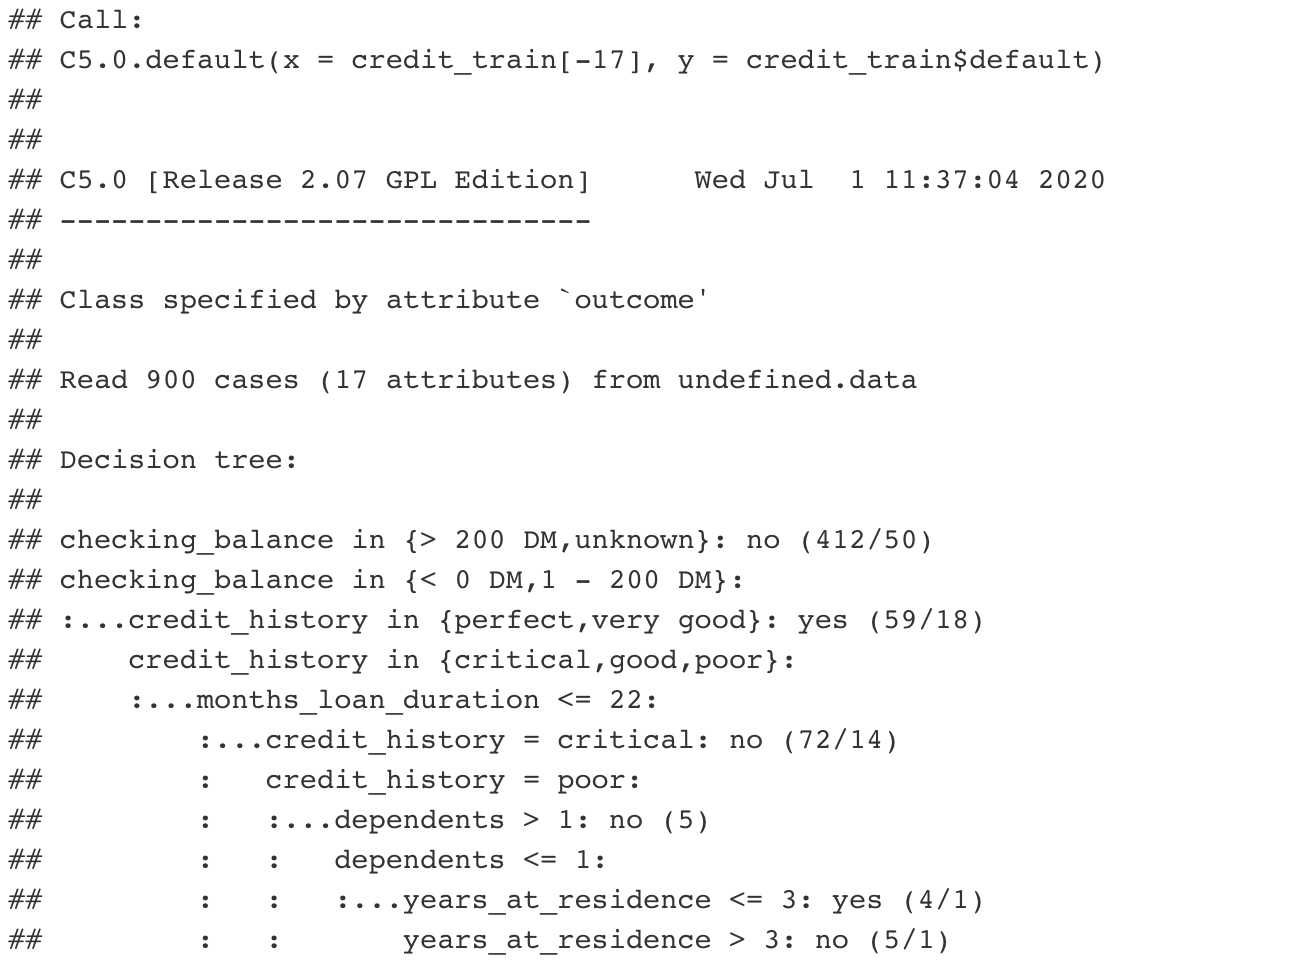 ## Call:
## C5.0.default(x = credit_train[-17], y = credit_train$default)
##
##
## C5.0 [Release 2.07 GPL Edition]      Wed Jul  1 11:37:04 2020
## -------------------------------
##
## Class specified by attribute `outcome'
##
## Read 900 cases (17 attributes) from undefined.data
##
## Decision tree:
##
## checking_balance in {> 200 DM,unknown}: no (412/50)
## checking_balance in {< 0 DM,1 - 200 DM}:
## :...credit_history in {perfect,very good}: yes (59/18)
##     credit_history in {critical,good,poor}:
##     :...months_loan_duration <= 22:
##         :...credit_history = critical: no (72/14)
##         :   credit_history = poor:
##         :   :...dependents > 1: no (5)
##         :   :   dependents <= 1:
##         :   :   :...years_at_residence <= 3: yes (4/1)
##         :   :       years_at_residence > 3: no (5/1)